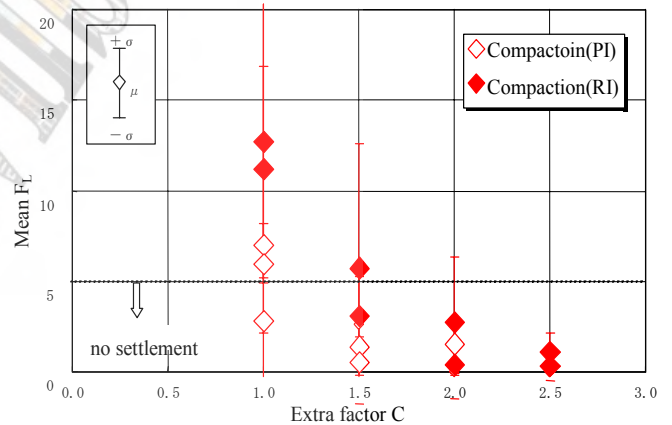 20
15
10
5
0
Mean F_L
+σ
μ
−σ
Compactoin(PI)
Compaction(RI)
no settlement
0.0 0.5 1.0 1.5 2.0 2.5 3.0
Extra factor C